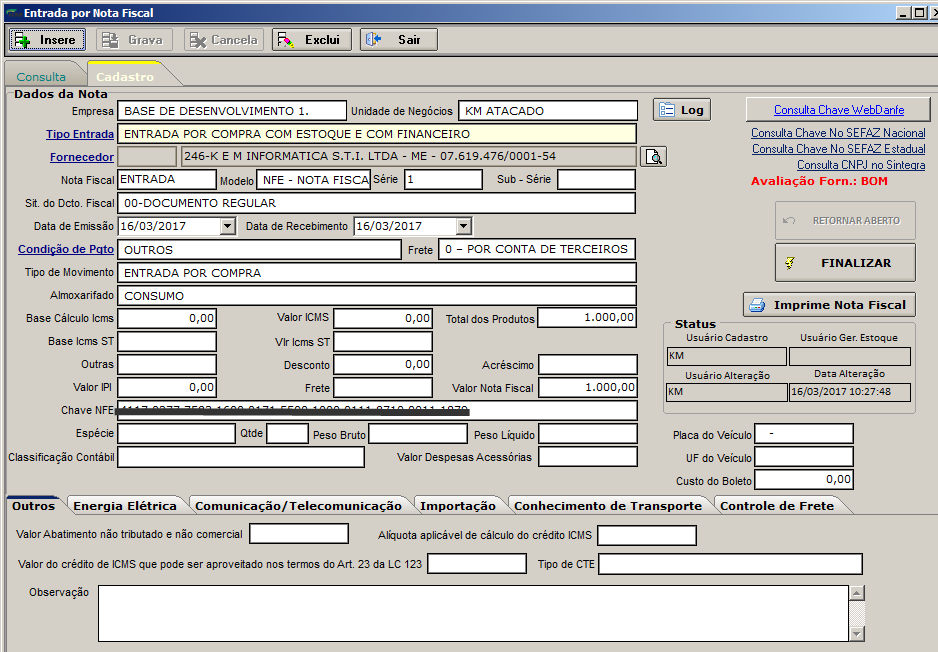 Entrada por Nota Fiscal
Insere Grava Cancela Exclui Sair
Consulta Cadastro
Dados da Nota
Empresa BASE DE DESENVOLVIMENTO 1. Unidade de Negócios KM ATACADO Log Consulta Chave WebDanfe
Tipo Entrada ENTRADA POR COMPRA COM ESTOQUE E COM FINANCEIRO Consulta Chave No SEFAZ Nacional
Consulta Chave No SEFAZ Estadual
Fornecedor 246-K E M INFORMATICA S.T.I. LTDA - ME - 07.619.476/0001-54
Consulta CNPJ no Sintegra
Nota Fiscal ENTRADA Modelo NFE - NOTA FISCA Série 1 Sub - Série Avaliação Forn.: BOM
Sit. do Dcto. Fiscal 00-DOCUMENTO REGULAR
Data de Emissão 16/03/2017 Data de Recebimento 16/03/2017 RETORNAR ABERTO
Condição de Pgto OUTROS Frete 0 – POR CONTA DE TERCEIROS
Tipo de Movimento ENTRADA POR COMPRA FINALIZAR
Almoxarifado CONSUMO
Imprime Nota Fiscal
Base Cálculo Icms 0,00 Valor ICMS 0,00 Total dos Produtos 1.000,00
Status
Base Icms ST Vlr Icms ST Usuário Cadastro Usuário Ger. Estoque
KM
Outras Desconto 0,00 Acréscimo
Usuário Alteração Data Alteração
Valor IPI 0,00 Frete Valor Nota Fiscal 1.000,00 KM 16/03/2017 10:27:48
Chave NFE
Espécie Qtde Peso Bruto Peso Líquido Placa do Veículo -
Classificação Contábil Valor Despesas Acessórias UF do Veículo
Custo do Boleto 0,00
Outros Energia Elétrica Comunicação/Telecomunicação Importação Conhecimento de Transporte Controle de Frete
Valor Abatimento não tributado e não comercial Alíquota aplicável de cálculo do crédito ICMS
Valor do crédito de ICMS que pode ser aproveitado nos termos do Art. 23 da LC 123 Tipo de CTE
Observação